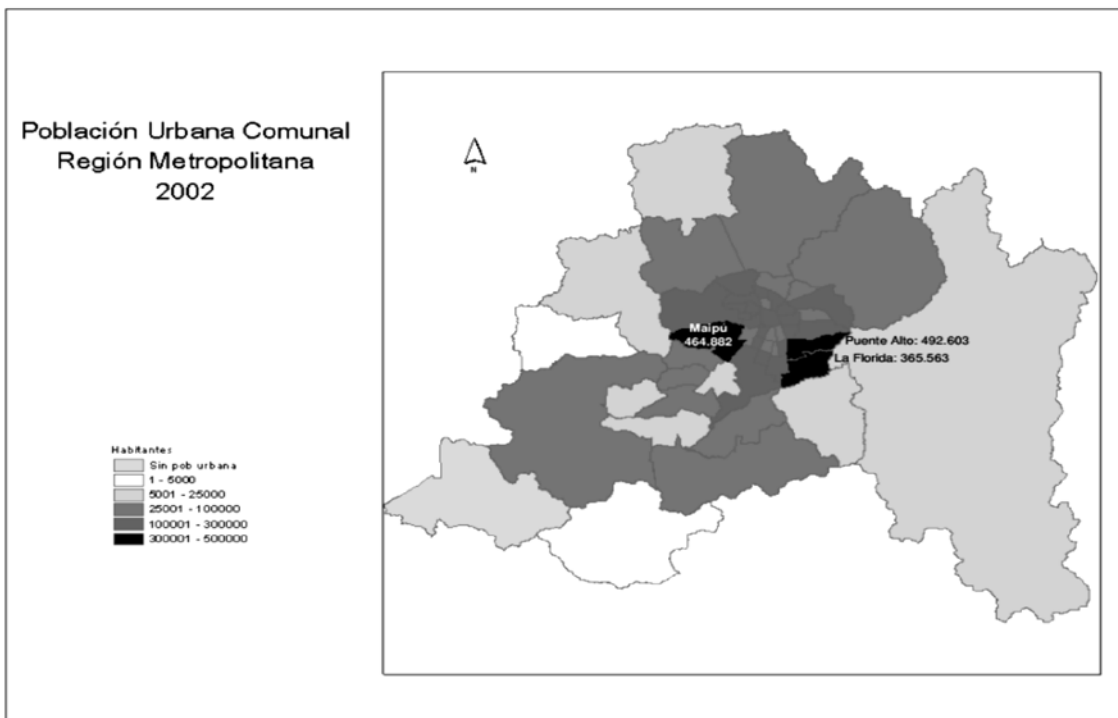 Población Urbana Comunal
Región Metropolitana
2002
N
Maipú
464.882
Puente Alto: 492.603
La Florida: 365.563
Habitantes
Sin pob urbana
1 - 5000
5001 - 25000
25001 - 100000
100001 - 300000
300001 - 500000